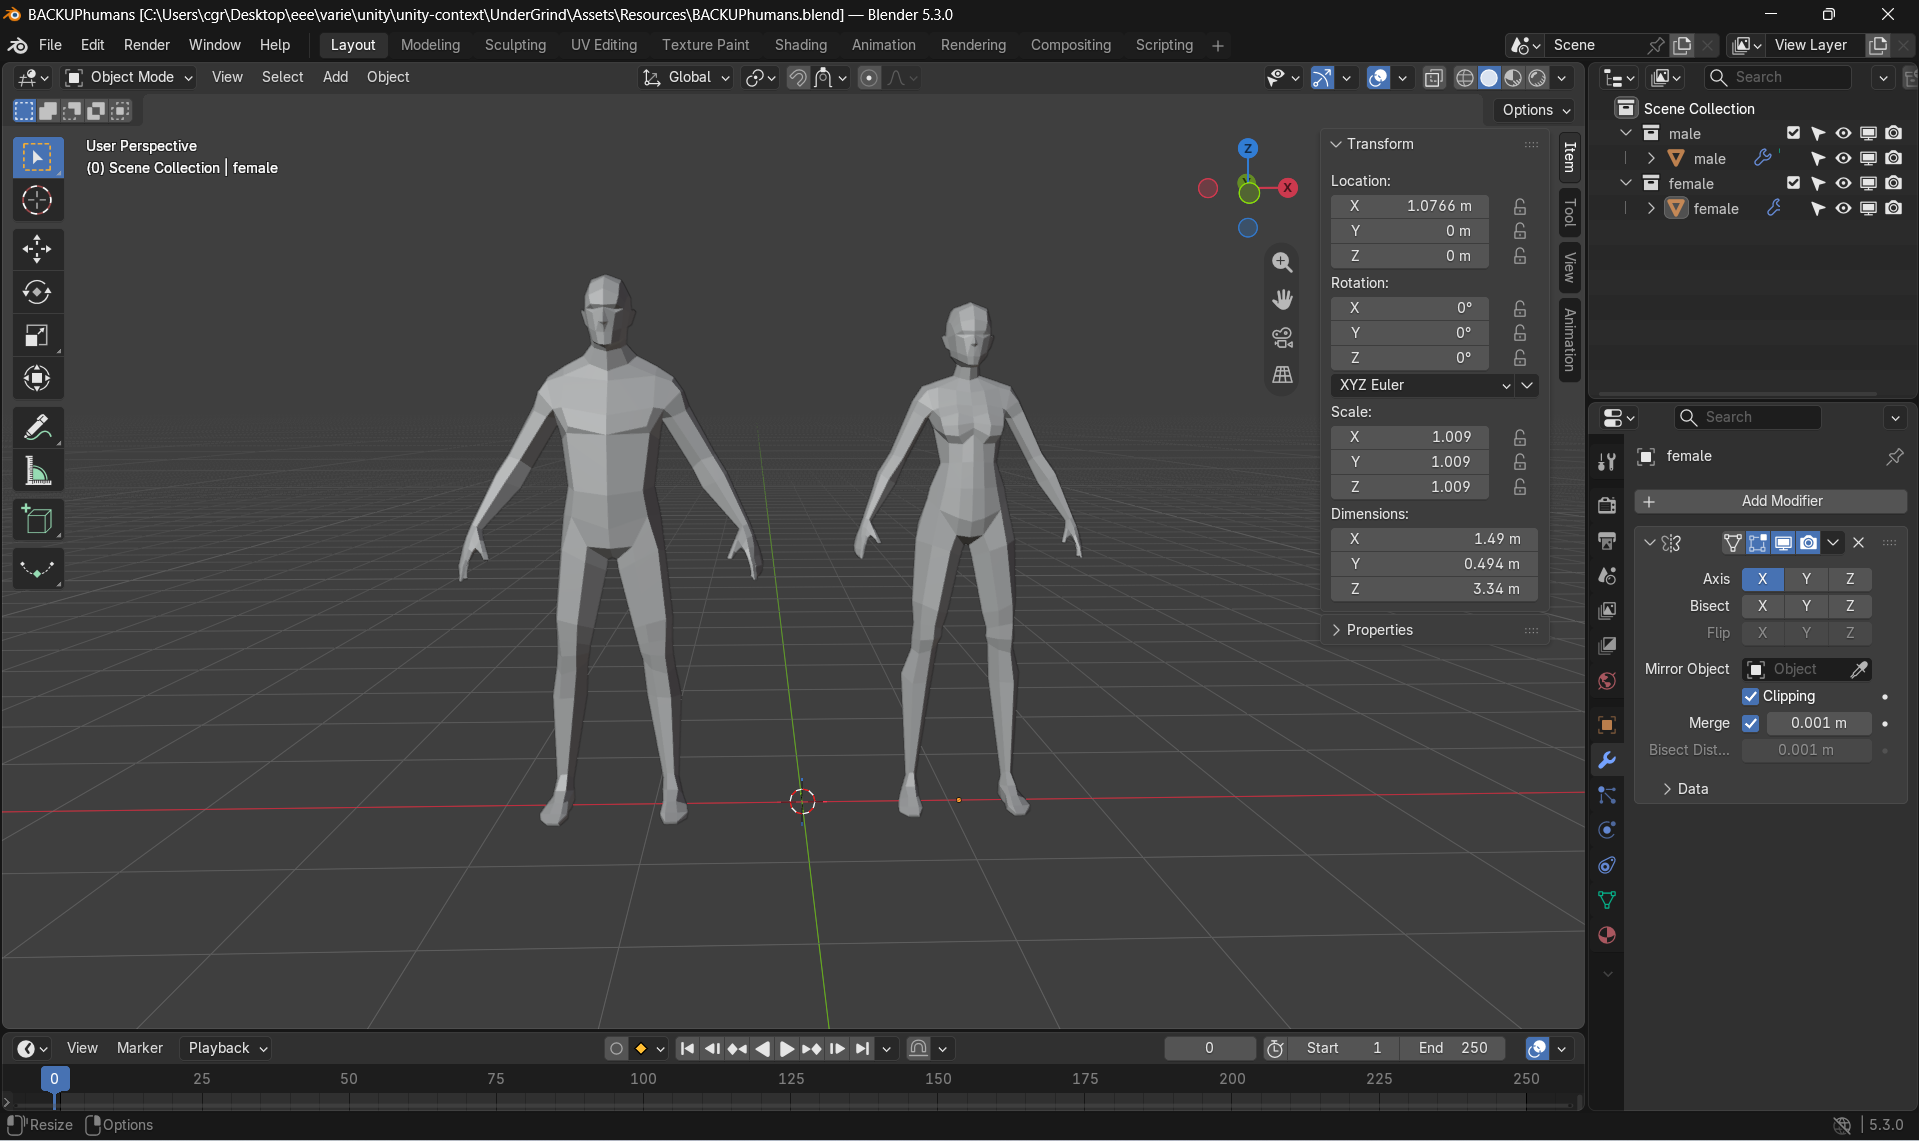 BACKUPhumans [C:\Users\cgr\Desktop\eee\varie\unity\unity-context\UnderGrind\Assets\Resources\BACKUPhumans.blend] — Blender 5.3.0
File Edit Render Window Help Layout Modeling Sculpting UV Editing Texture Paint Shading Animation Rendering Compositing Scripting + Scene View Layer
Object Mode View Select Add Object Global Search
Options
User Perspective
(0) Scene Collection | female
Z
X
Transform
Location:
X 1.0766 m
Y 0 m
Z 0 m
Rotation:
X 0°
Y 0°
Z 0°
XYZ Euler
Scale:
X 1.009
Y 1.009
Z 1.009
Dimensions:
X 1.49 m
Y 0.494 m
Z 3.34 m
Properties
Item
Tool
View
Animation
Scene Collection
male
male
female
female
Search
female
Add Modifier
Axis X Y Z
Bisect X Y Z
Flip X Y Z
Mirror Object Object
Clipping
Merge 0.001 m
Bisect Dist... 0.001 m
Data
View Marker Playback 0 Start 1 End 250
0 25 50 75 100 125 150 175 200 225 250
Resize Options 5.3.0